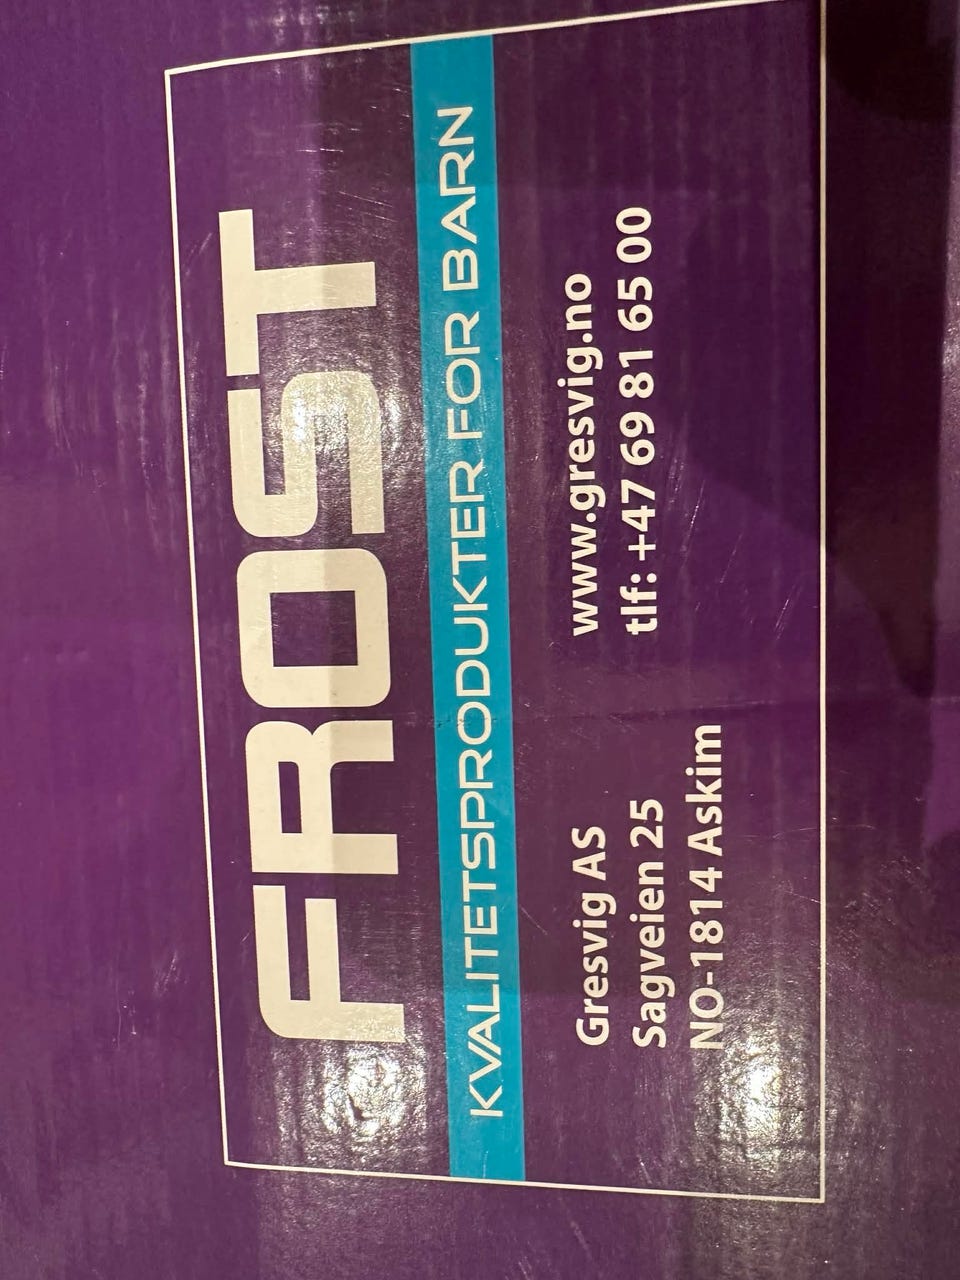 FROST
KVALITETSPRODUKTER FOR BARN
Gresvig AS
Sagveien 25
NO-1814 Askim
www.gresvig.no
tlf: +47 69 81 65 00